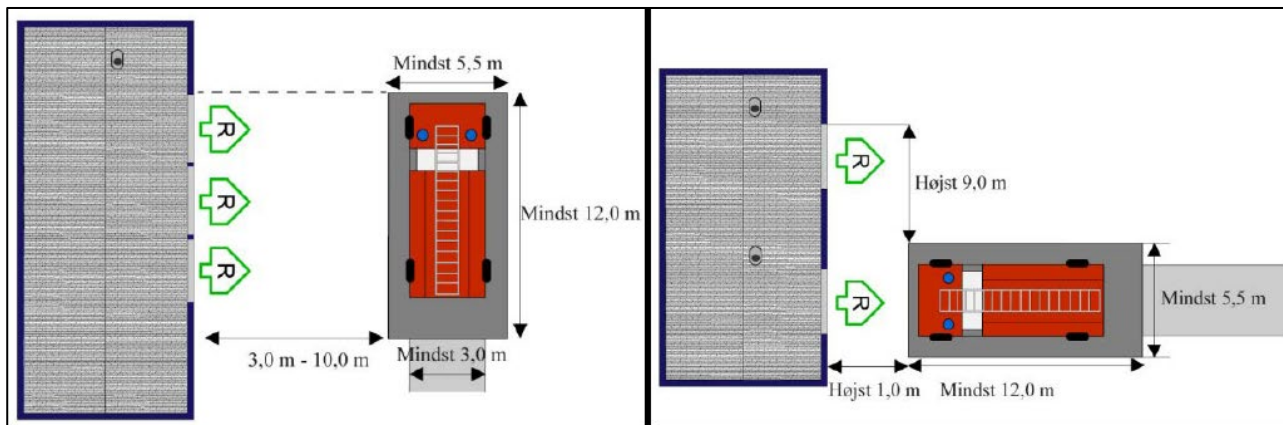 Mindst 5,5 m
R
R
R
Mindst 12,0 m
3,0 m - 10,0 m
Mindst 3,0 m
R
Højst 9,0 m
R
Mindst 5,5 m
Højst 1,0 m
Mindst 12,0 m